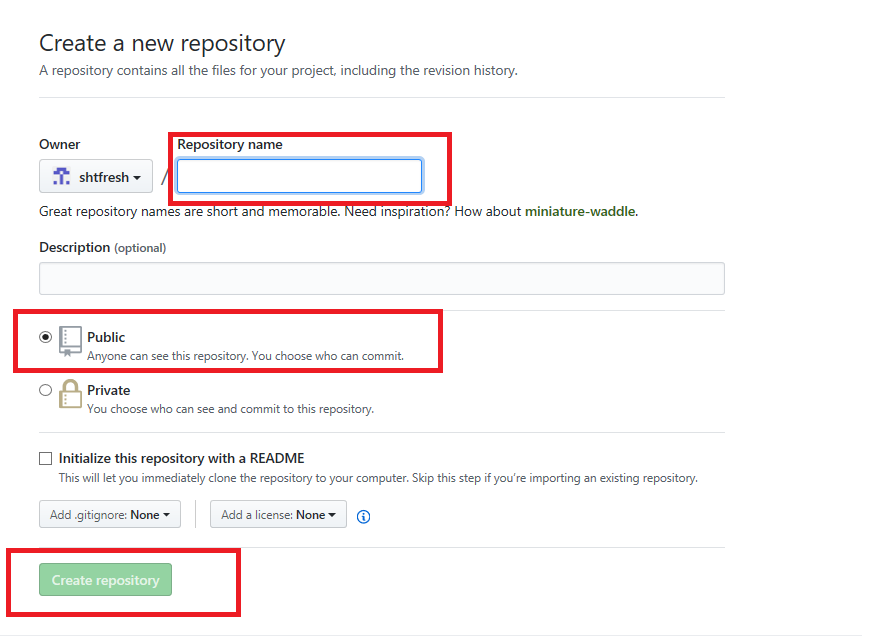 Create a new repository
A repository contains all the files for your project, including the revision history.
Owner
Repository name
shtfresh
/
Great repository names are short and memorable. Need inspiration? How about miniature-waddle.
Description (optional)
Public
Anyone can see this repository. You choose who can commit.
Private
You choose who can see and commit to this repository.
Initialize this repository with a README
This will let you immediately clone the repository to your computer. Skip this step if you're importing an existing repository.
Add .gitignore: None
Add a license: None
Create repository